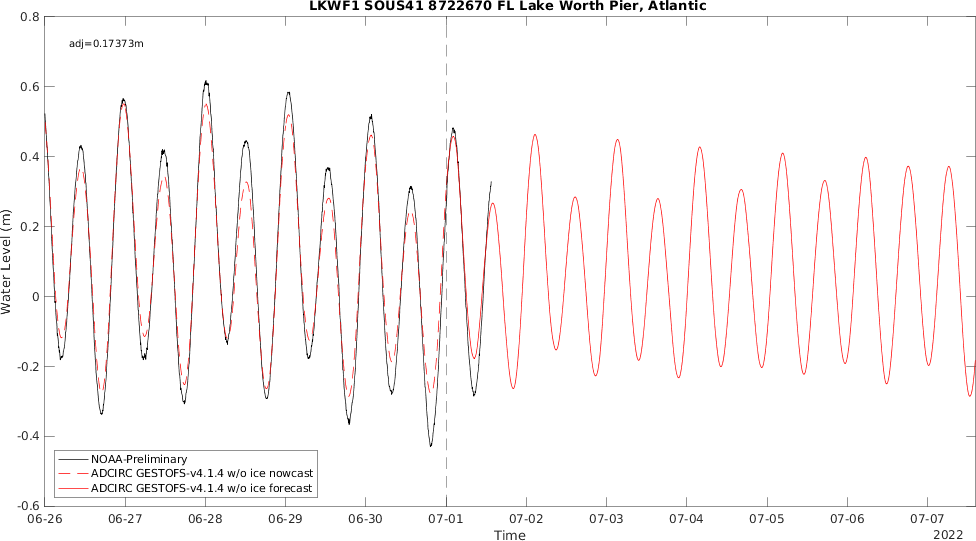 LKWF1 SOUS41 8722670 FL Lake Worth Pier, Atlantic
0.8
adj=0.17373m
0.6
0.4
0.2
0
-0.2
-0.4
-0.6
Water Level (m)
NOAA-Preliminary
ADCIRC GESTOFS-v4.1.4 w/o ice nowcast
ADCIRC GESTOFS-v4.1.4 w/o ice forecast
06-26 06-27 06-28 06-29 06-30 07-01 07-02 07-03 07-04 07-05 07-06 07-07
Time
2022